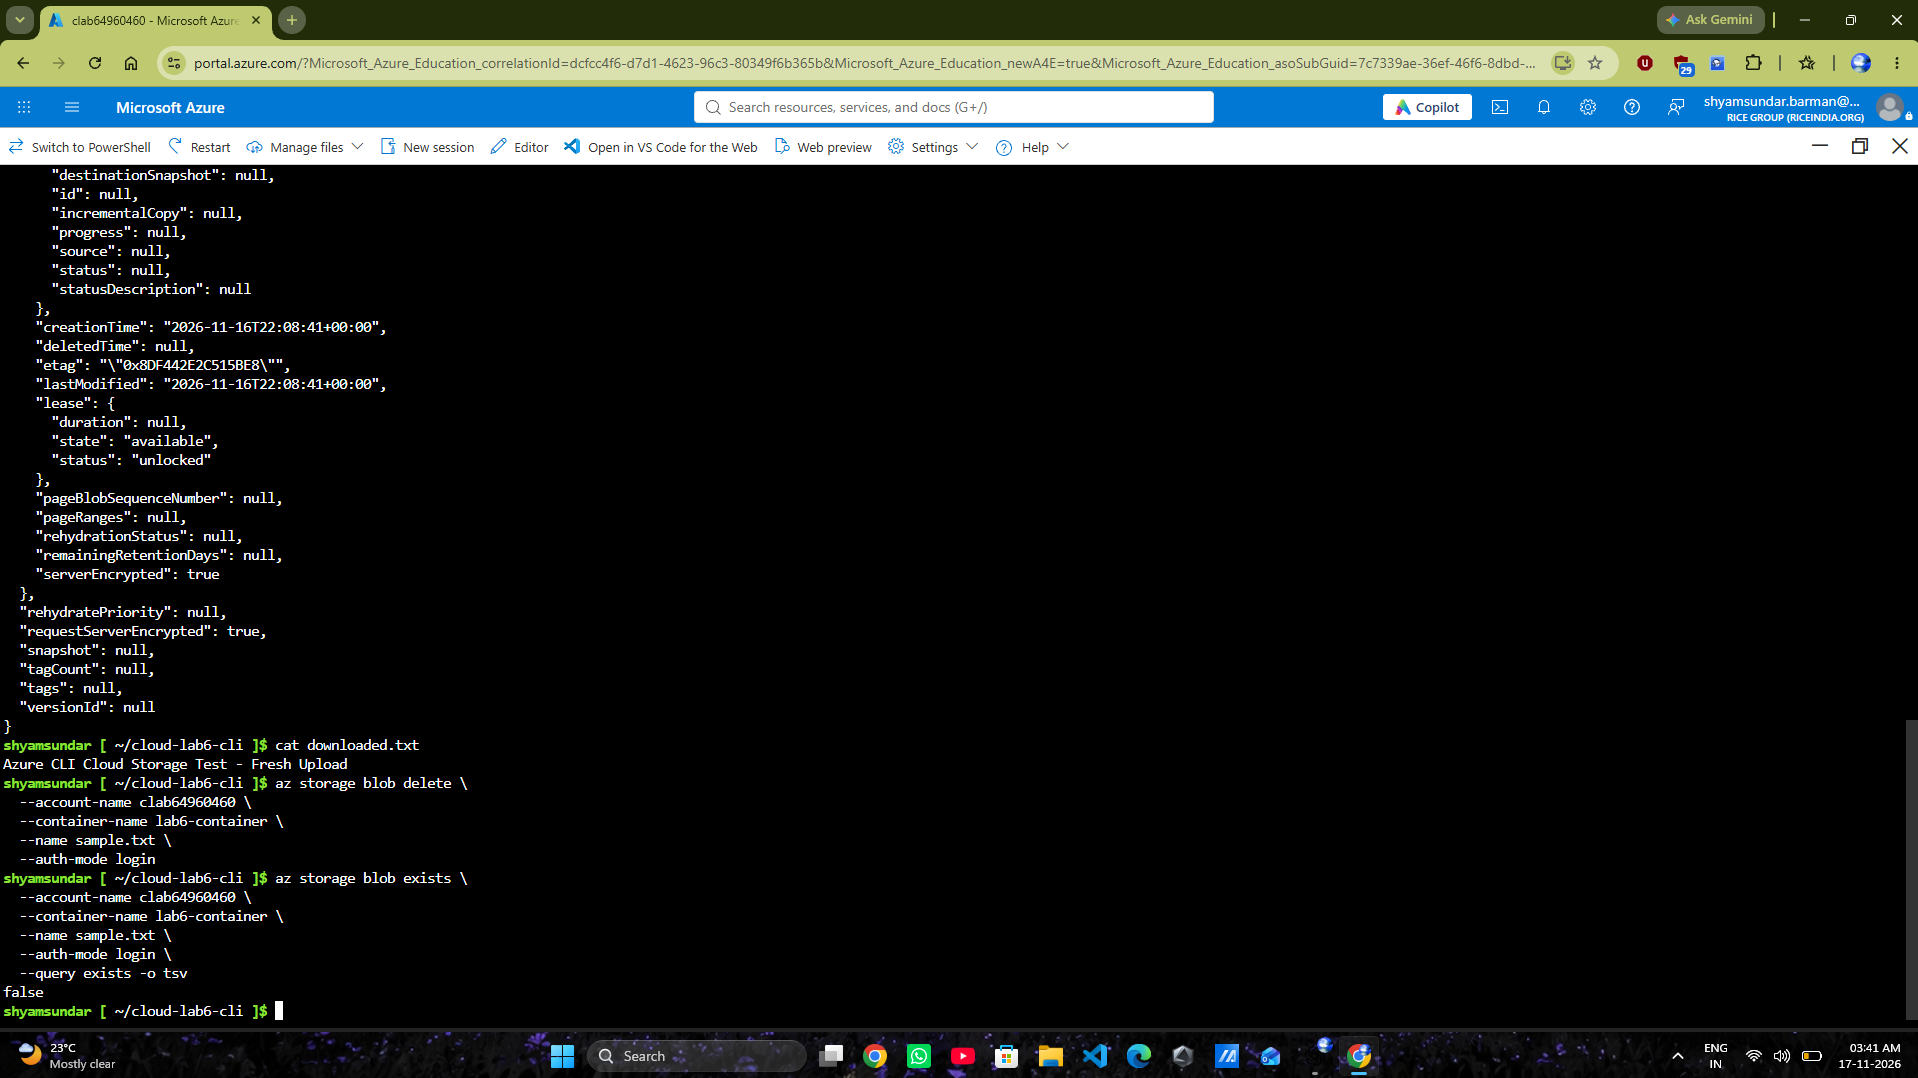 clab64960460 - Microsoft Azure
Ask Gemini
portal.azure.com/?Microsoft_Azure_Education_correlationId=dcfcc4f6-d7d1-4623-96c3-80349f6b365b&Microsoft_Azure_Education_newA4E=true&Microsoft_Azure_Education_asoSubGuid=7c7339ae-36ef-46f6-8dbd-...
29
Microsoft Azure
Search resources, services, and docs (G+/)
Copilot
shyamsundar.barman@...
RICE GROUP (RICEINDIA.ORG)
Switch to PowerShell
Restart
Manage files
New session
Editor
Open in VS Code for the Web
Web preview
Settings
Help
"destinationSnapshot": null,
"id": null,
"incrementalCopy": null,
"progress": null,
"source": null,
"status": null,
"statusDescription": null
},
"creationTime": "2026-11-16T22:08:41+00:00",
"deletedTime": null,
"etag": "\"0x8DF442E2C515BE8\"",
"lastModified": "2026-11-16T22:08:41+00:00",
"lease": {
"duration": null,
"state": "available",
"status": "unlocked"
},
"pageBlobSequenceNumber": null,
"pageRanges": null,
"rehydrationStatus": null,
"remainingRetentionDays": null,
"serverEncrypted": true
},
"rehydratePriority": null,
"requestServerEncrypted": true,
"snapshot": null,
"tagCount": null,
"tags": null,
"versionId": null
}
shyamsundar [ ~/cloud-lab6-cli ]$ cat downloaded.txt
Azure CLI Cloud Storage Test - Fresh Upload
shyamsundar [ ~/cloud-lab6-cli ]$ az storage blob delete \
--account-name clab64960460 \
--container-name lab6-container \
--name sample.txt \
--auth-mode login
shyamsundar [ ~/cloud-lab6-cli ]$ az storage blob exists \
--account-name clab64960460 \
--container-name lab6-container \
--name sample.txt \
--auth-mode login \
--query exists -o tsv
false
shyamsundar [ ~/cloud-lab6-cli ]$
23°C
Mostly clear
Search
ENG
IN
03:41 AM
17-11-2026